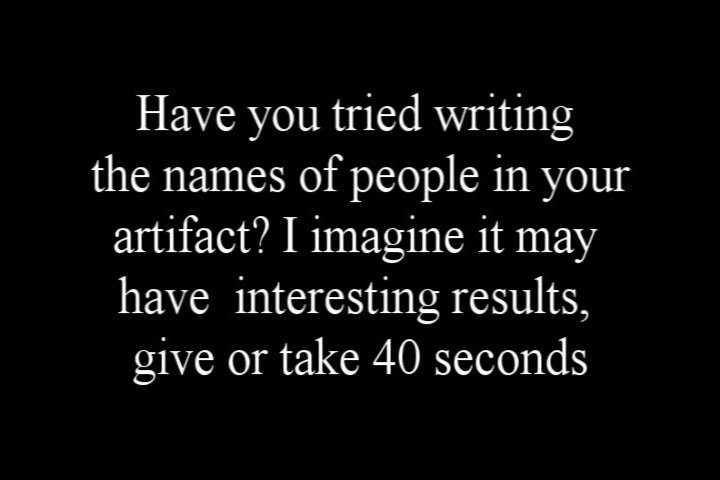 Have you tried writing
the names of people in your
artifact? I imagine it may
have  interesting results,
give or take 40 seconds